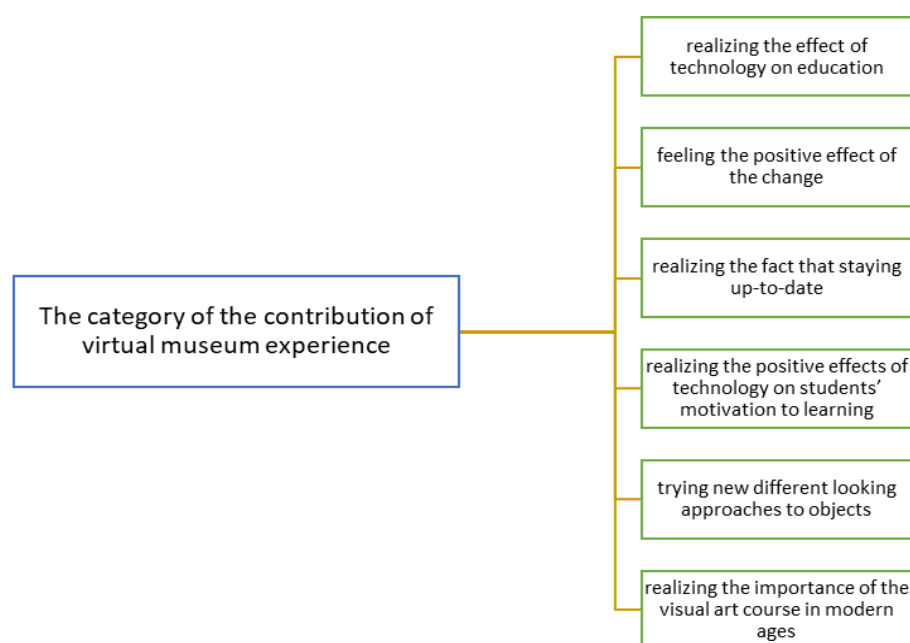 The category of the contribution of
virtual museum experience
realizing the effect of
technology on education
feeling the positive effect of
the change
realizing the fact that staying
up-to-date
realizing the positive effects of
technology on students’
motivation to learning
trying new different looking
approaches to objects
realizing the importance of the
visual art course in modern
ages